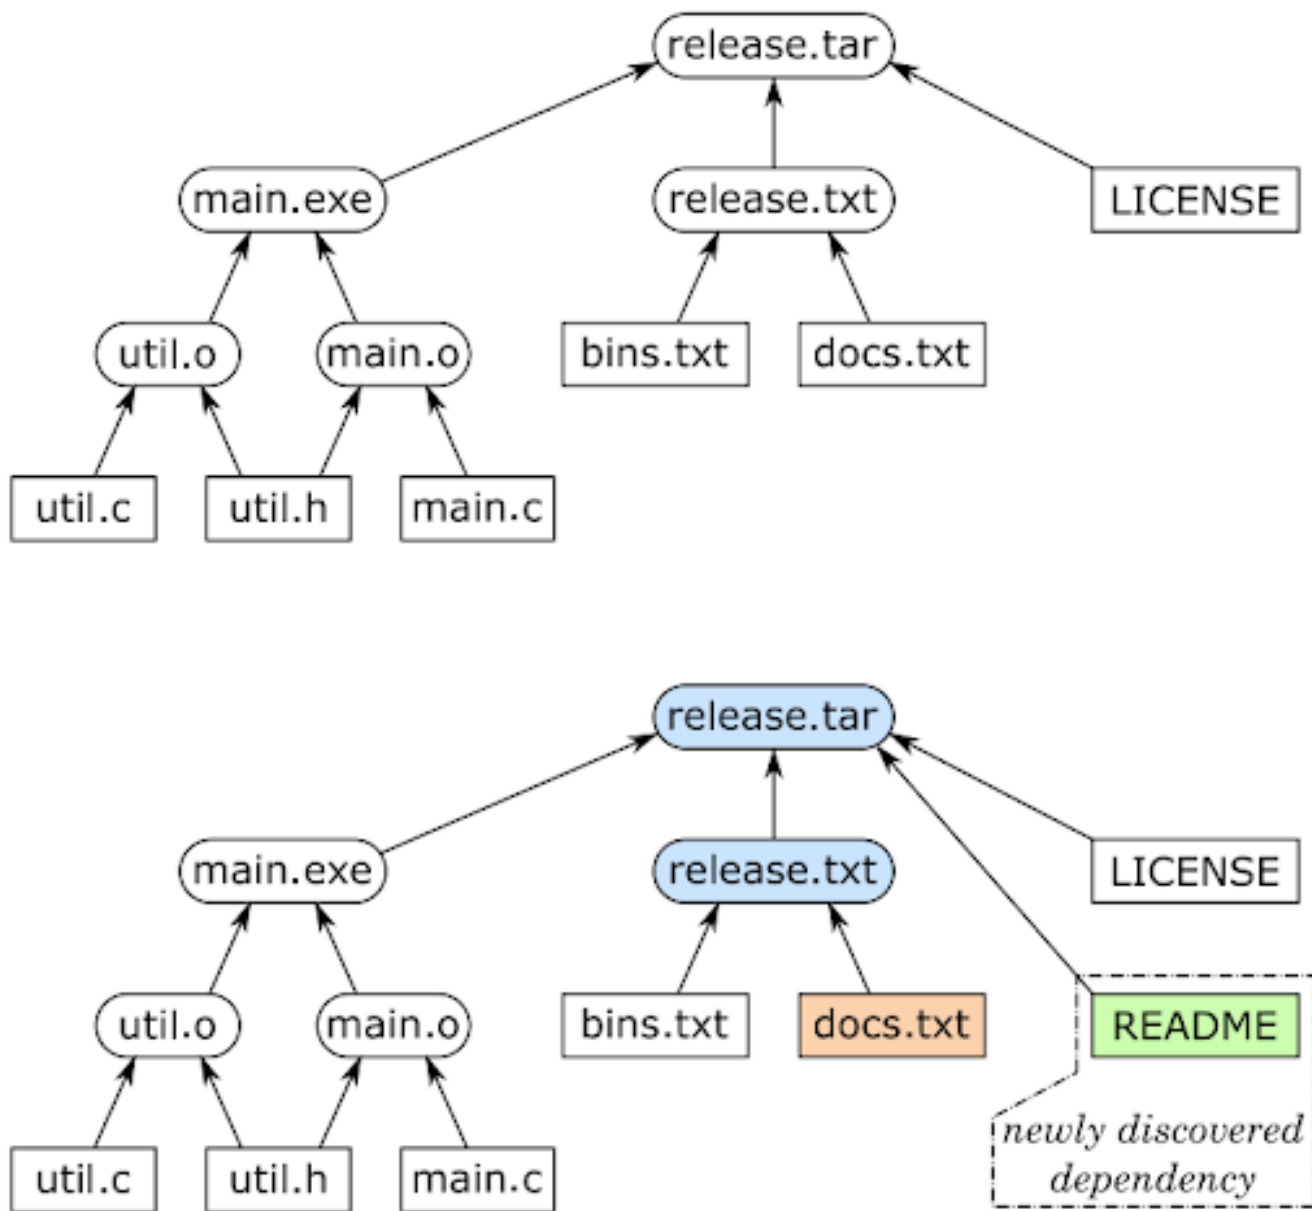 release.tar
main.exe
release.txt
LICENSE
util.o
main.o
bins.txt
docs.txt
util.c
util.h
main.c
release.tar
main.exe
release.txt
LICENSE
util.o
main.o
bins.txt
docs.txt
README
newly discovered
dependency
util.c
util.h
main.c